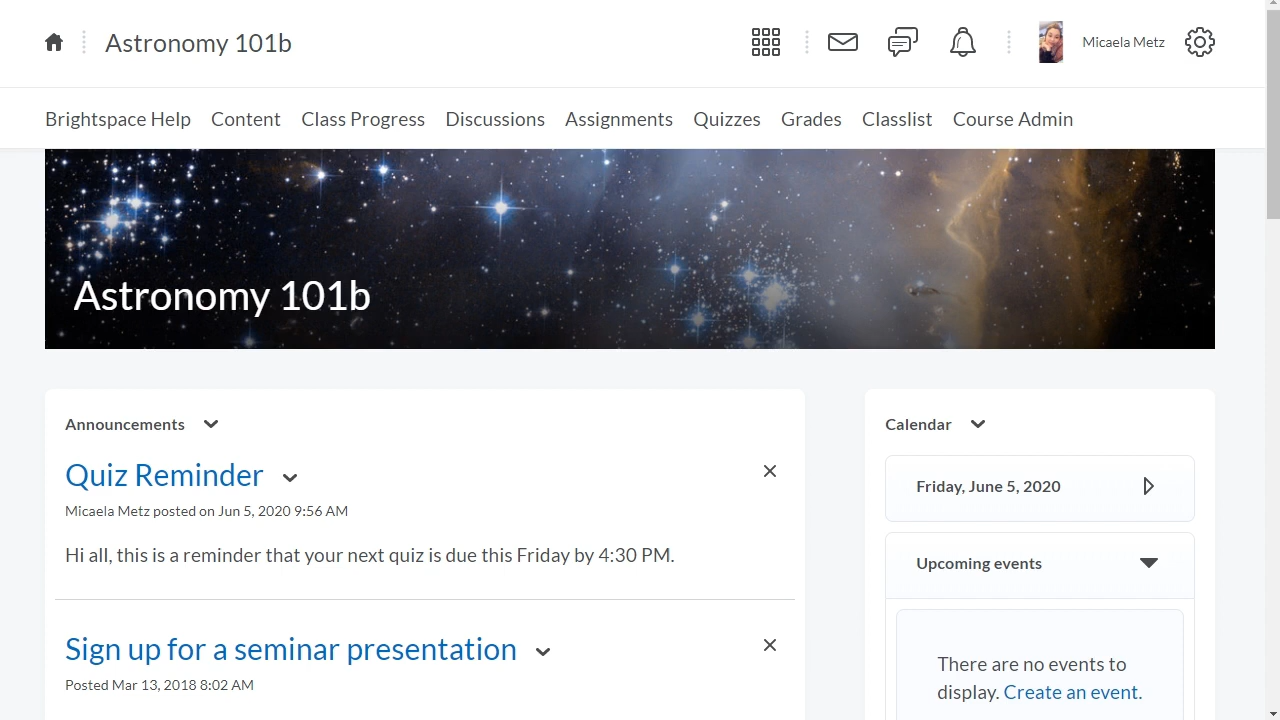 Astronomy 101b
Micaela Metz
Brightspace Help Content Class Progress Discussions Assignments Quizzes Grades Classlist Course Admin
Astronomy 101b
Announcements
Quiz Reminder
Micaela Metz posted on Jun 5, 2020 9:56 AM
Hi all, this is a reminder that your next quiz is due this Friday by 4:30 PM.
Sign up for a seminar presentation
Posted Mar 13, 2018 8:02 AM
Calendar
Friday, June 5, 2020
Upcoming events
There are no events to
display. Create an event.